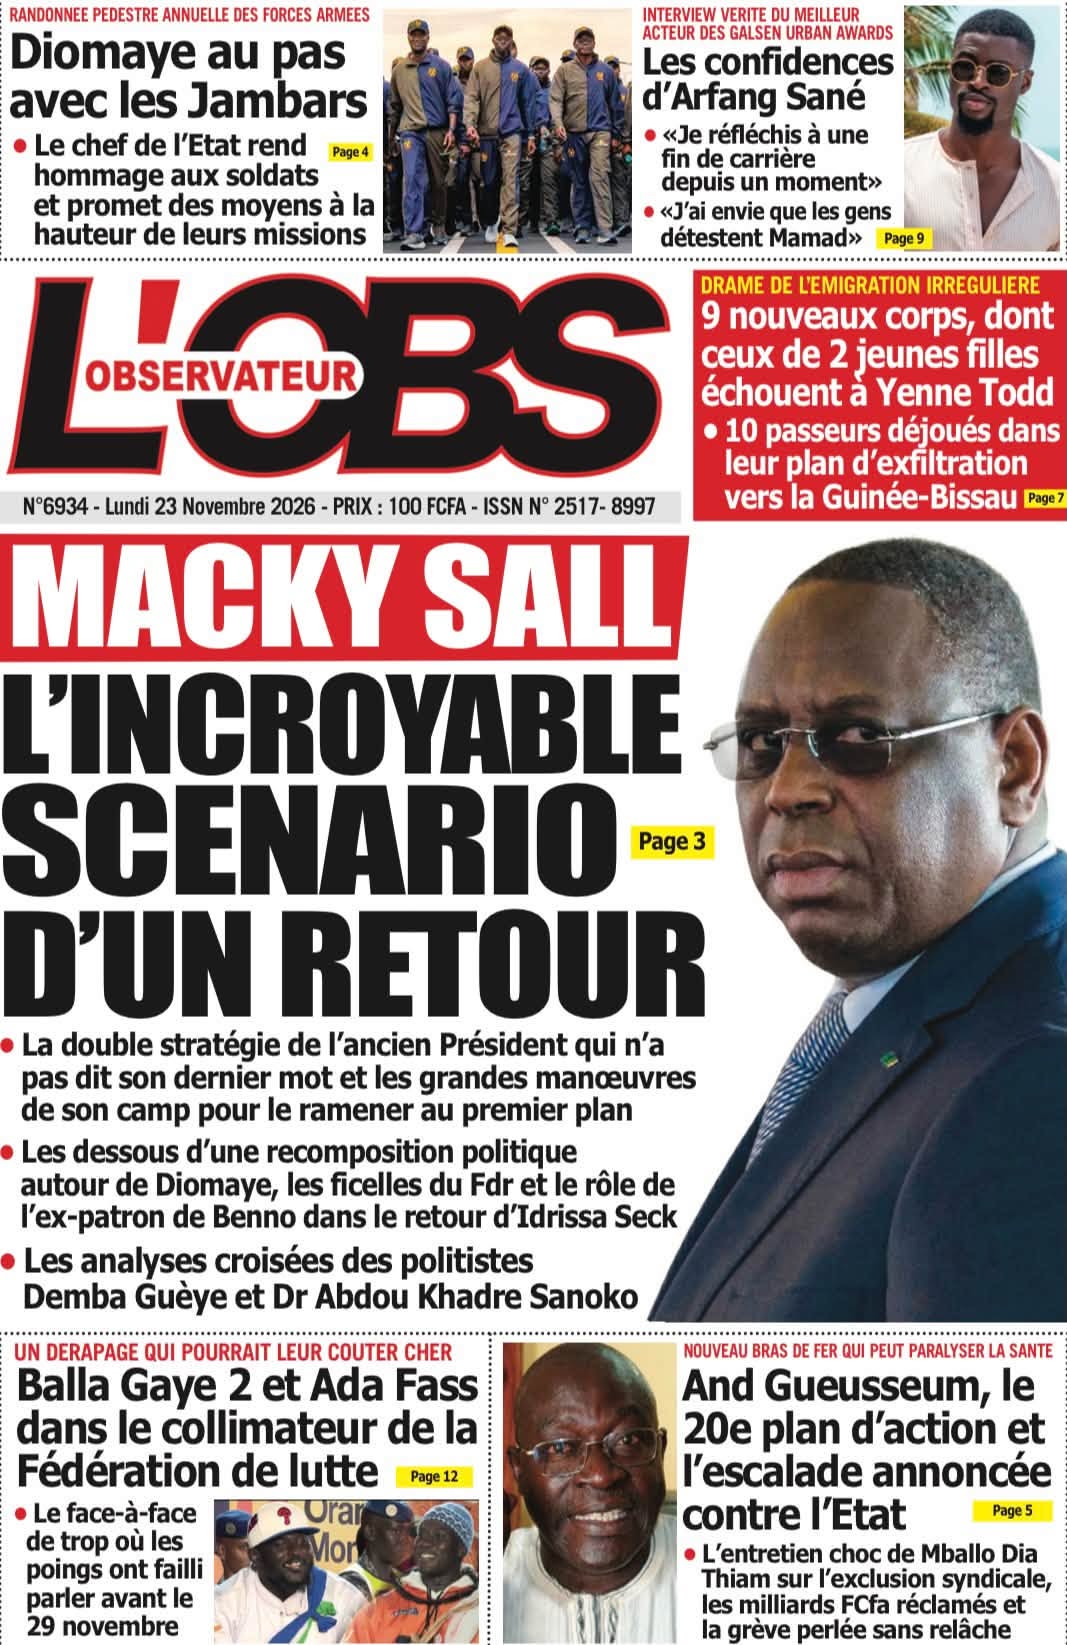 RANDONNEE PEDESTRE ANNUELLE DES FORCES ARMEES
Diomaye au pas
avec les Jambars
• Le chef de l'Etat rend
hommage aux soldats
et promet des moyens à la
hauteur de leurs missions
Page 4
INTERVIEW VERITE DU MEILLEUR
ACTEUR DES GALSEN URBAN AWARDS
Les confidences
d'Arfang Sané
• «Je réfléchis à une
fin de carrière
depuis un moment»
• «J'ai envie que les gens
détestent Mamad»
Page 9
L'OBS
OBSERVATEUR
N°6934 - Lundi 23 Novembre 2026 - PRIX : 100 FCFA - ISSN N° 2517- 8997
DRAME DE L'EMIGRATION IRREGULIERE
9 nouveaux corps, dont
ceux de 2 jeunes filles
échouent à Yenne Todd
• 10 passeurs déjoués dans
leur plan d'exfiltration
vers la Guinée-Bissau
Page 7
MACKY SALL
L'INCROYABLE
SCENARIO
D'UN RETOUR
Page 3
• La double stratégie de l'ancien Président qui n'a
pas dit son dernier mot et les grandes manœuvres
de son camp pour le ramener au premier plan
• Les dessous d'une recomposition politique
autour de Diomaye, les ficelles du Fdr et le rôle de
l'ex-patron de Benno dans le retour d'Idrissa Seck
• Les analyses croisées des politistes
Demba Guèye et Dr Abdou Khadre Sanoko
UN DERAPAGE QUI POURRAIT LEUR COUTER CHER
Balla Gaye 2 et Ada Fass
dans le collimateur de la
Fédération de lutte
Page 12
• Le face-à-face
de trop où les
poings ont failli
parler avant le
29 novembre
NOUVEAU BRAS DE FER QUI PEUT PARALYSER LA SANTE
And Gueusseum, le
20e plan d'action et
l'escalade annoncée
contre l'Etat
Page 5
• L'entretien choc de Mballo Dia
Thiam sur l'exclusion syndicale,
les milliards FCfa réclamés et
la grève perlée sans relâche